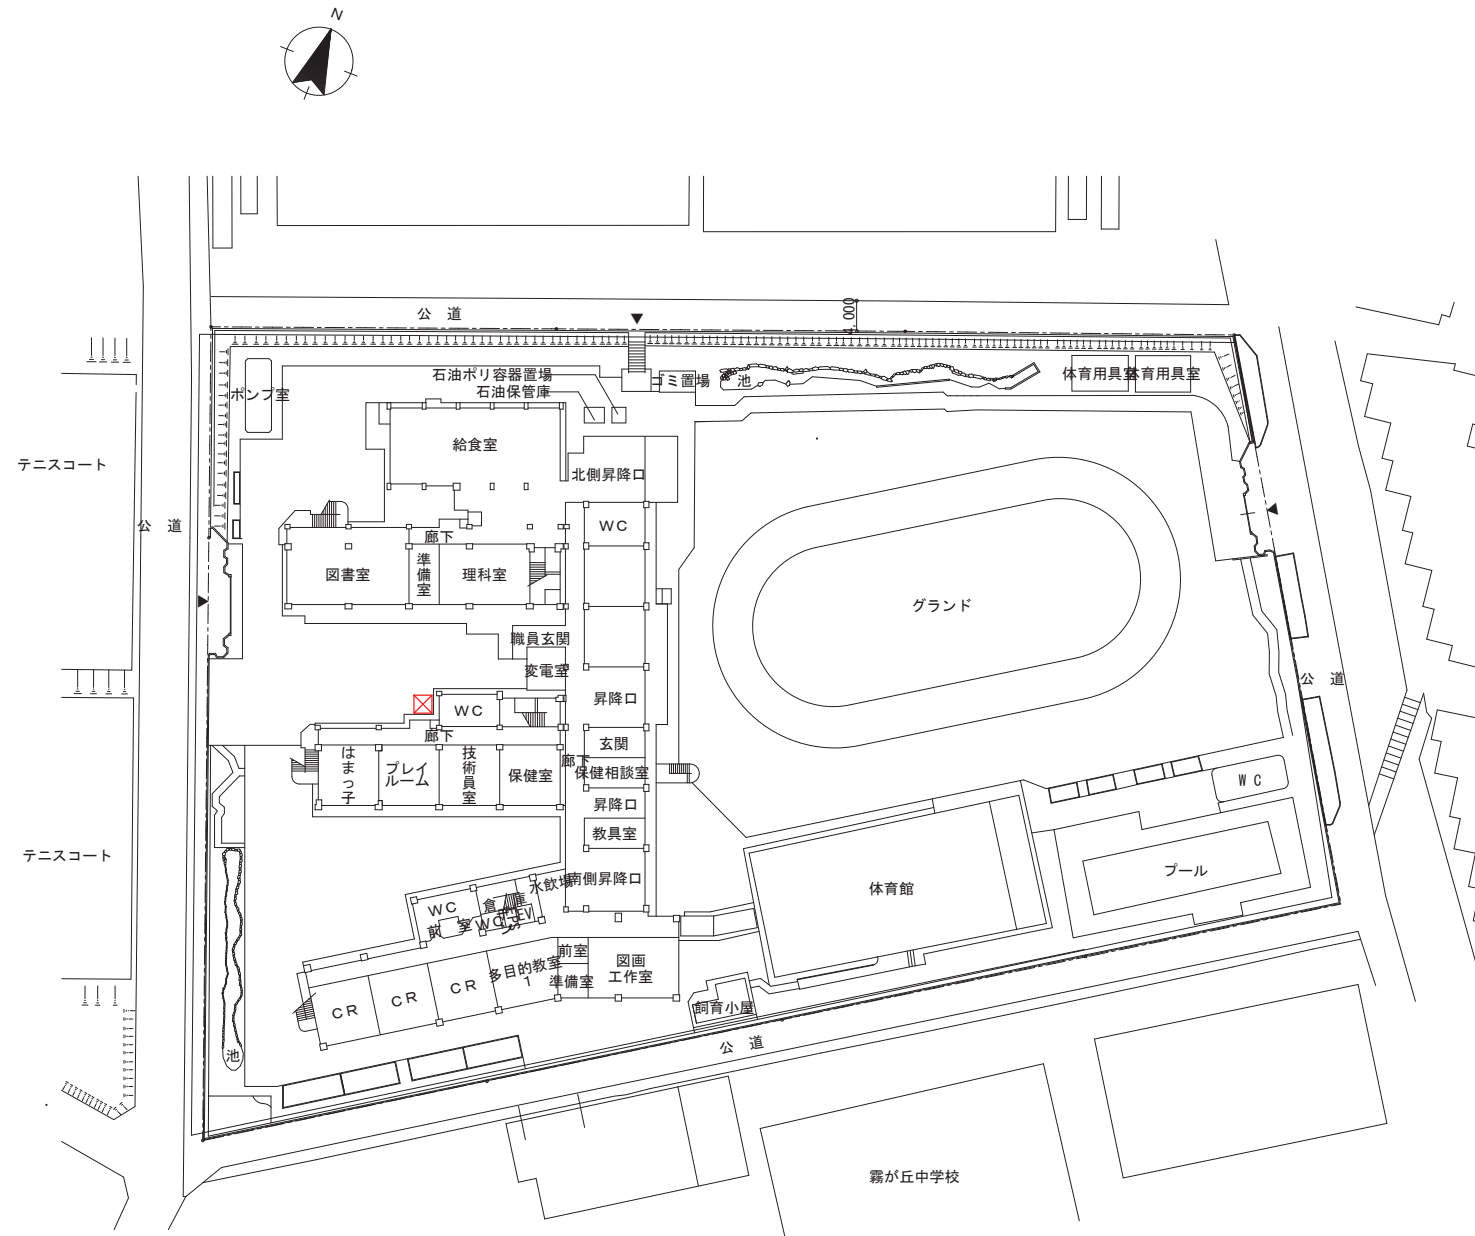 N
公 道
4,000
石油ポリ容器置場
石油保管庫
ゴミ置場
池
体育用具室
体育用具室
ポンプ室
給食室
北側昇降口
テニスコート
公 道
WC
廊下
図書室
準備室
理科室
グランド
職員玄関
変電室
昇降口
公 道
WC
廊下
玄関
廊下
保健相談室
はまっ子
プレイ
ルーム
技術員室
保健室
昇降口
教具室
WC
プール
体育館
テニスコート
南側昇降口
水飲場
WC
倉 庫
前 室
WC
EV
前室
準備室
図画
工作室
多目的教室
1
CR
CR
CR
飼育小屋
池
公 道
霧が丘中学校